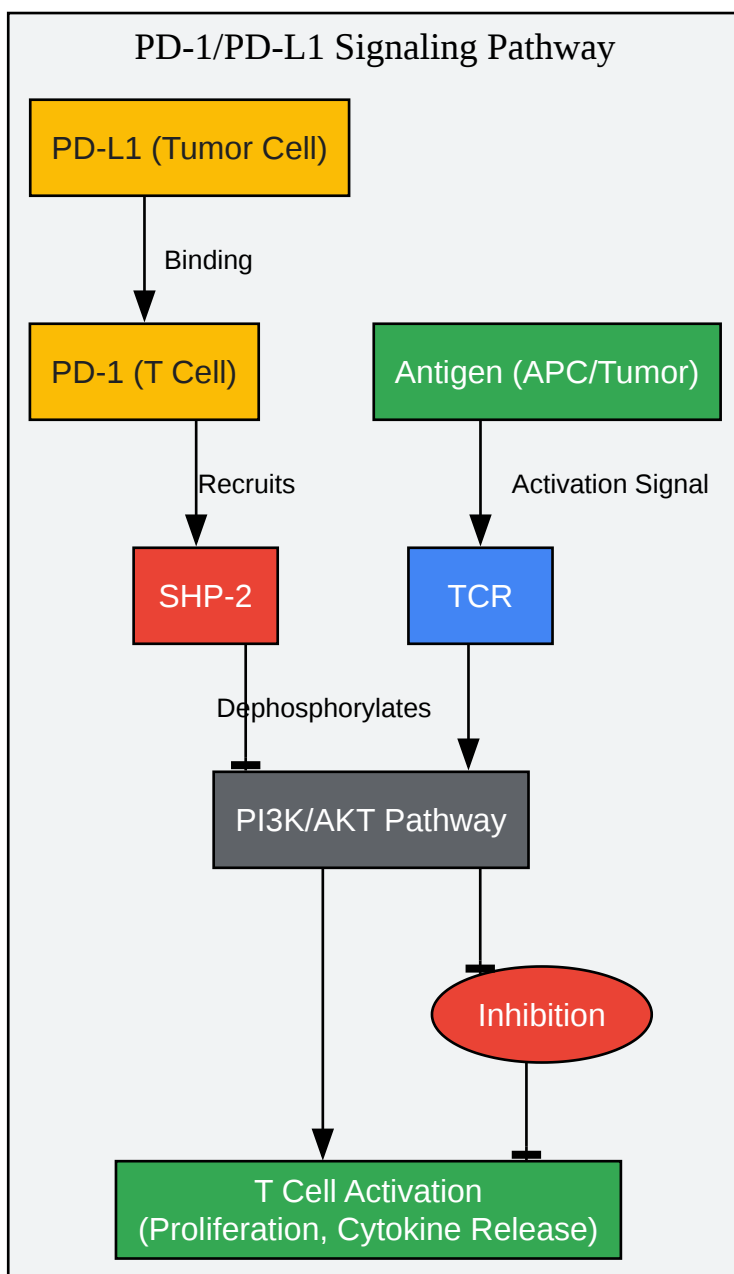 PD-1/PD-L1 Signaling Pathway
PD-L1 (Tumor Cell)
Binding
PD-1 (T Cell)
Antigen (APC/Tumor)
Recruits
Activation Signal
SHP-2
TCR
Dephosphorylates
PI3K/AKT Pathway
Inhibition
T Cell Activation
(Proliferation, Cytokine Release)